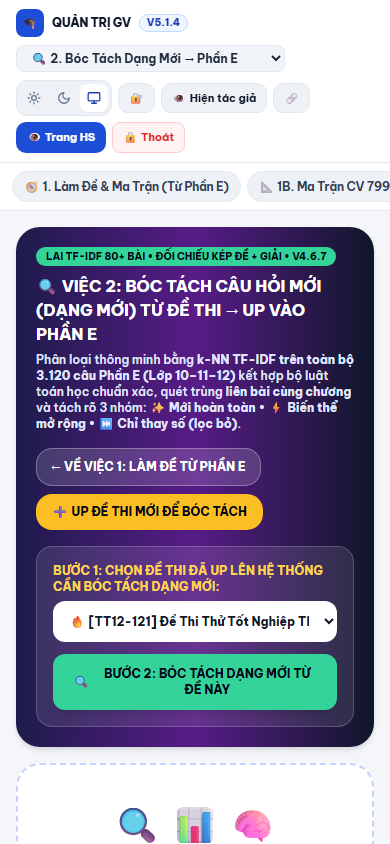 QUẢN TRỊ GV V5.1.4
2. Bóc Tách Dạng Mới → Phần E
Hiện tác giả
Trang HS Thoát
1. Làm Đề & Ma Trận (Từ Phần E) 1B. Ma Trận CV 799
LAI TF-IDF 80+ BÀI • ĐỐI CHIẾU KÉP ĐỀ + GIẢI • V4.6.7
VIỆC 2: BÓC TÁCH CÂU HỎI MỚI
(DẠNG MỚI) TỪ ĐỀ THI → UP VÀO
PHẦN E
Phân loại thông minh bằng k-NN TF-IDF trên toàn bộ
3.120 câu Phần E (Lớp 10–11–12) kết hợp bộ luật
toán học chuẩn xác, quét trùng liên bài cùng chương
và tách rõ 3 nhóm: ✨ Mới hoàn toàn • ⚡ Biến thể
mở rộng • ⏭️ Chỉ thay số (lọc bỏ).
← VỀ VIỆC 1: LÀM ĐỀ TỪ PHẦN E
➕ UP ĐỀ THI MỚI ĐỂ BÓC TÁCH
BƯỚC 1: CHỌN ĐỀ THI ĐÃ UP LÊN HỆ THỐNG
CẦN BÓC TÁCH DẠNG MỚI:
[TT12-121] Đề Thi Thử Tốt Nghiệp TI
BƯỚC 2: BÓC TÁCH DẠNG MỚI TỪ
ĐỀ NÀY